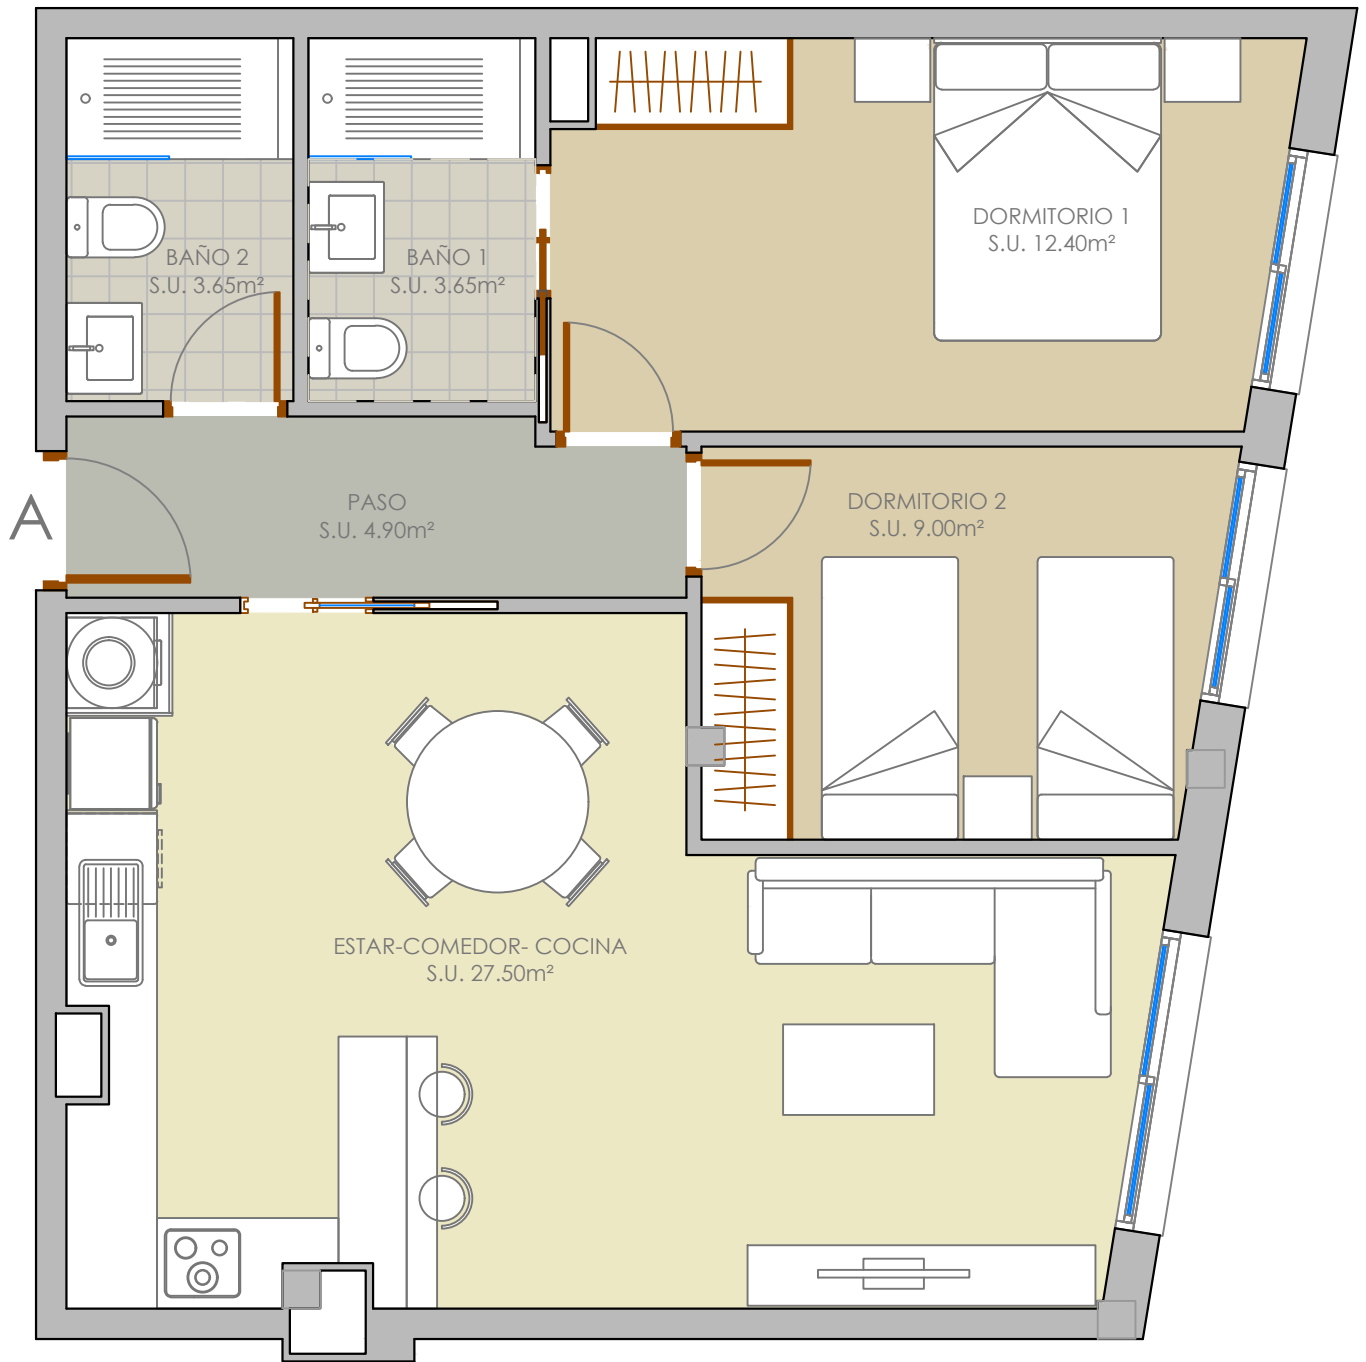 DORMITORIO 1
S.U. 12.40m²
BAÑO 2
S.U. 3.65m²
BAÑO 1
S.U. 3.65m²
A
PASO
S.U. 4.90m²
DORMITORIO 2
S.U. 9.00m²
ESTAR-COMEDOR- COCINA
S.U. 27.50m²